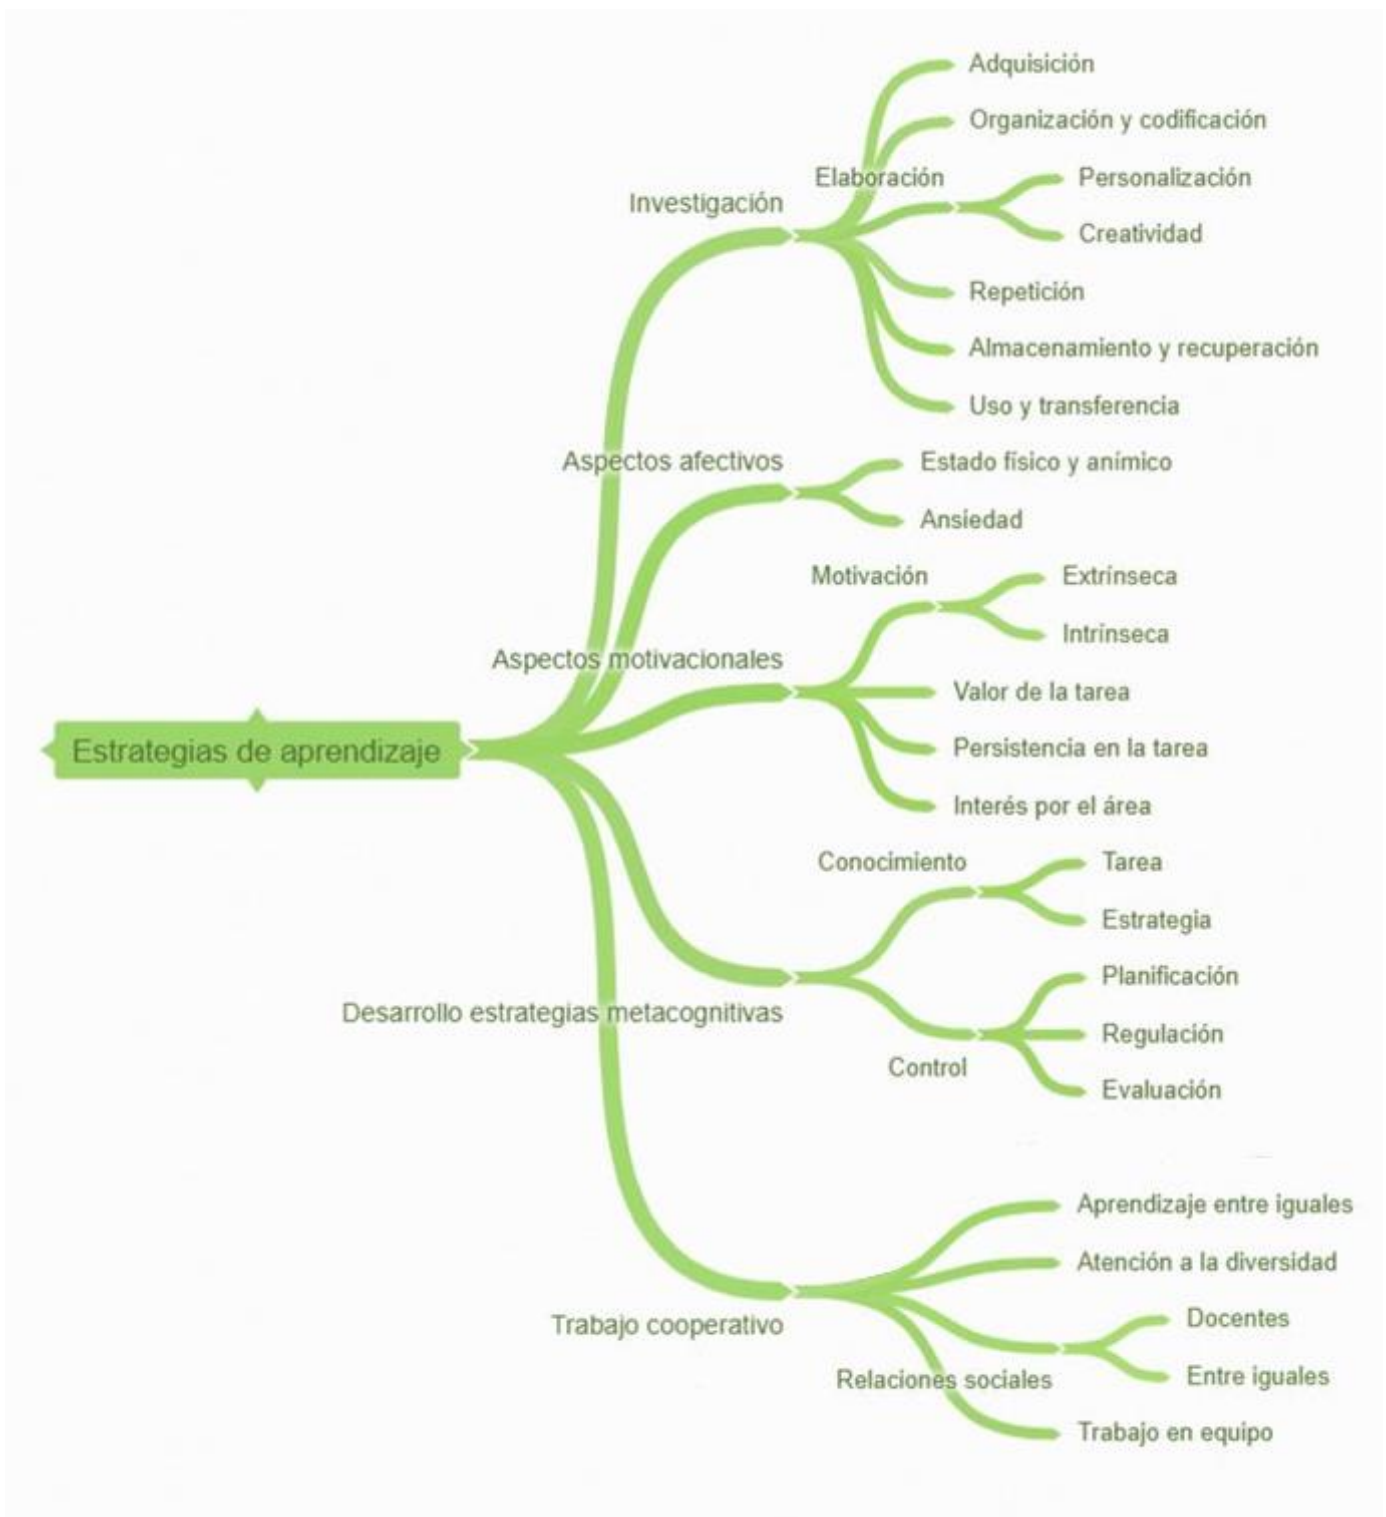 Adquisición
Organización y codificación
Elaboración
Personalización
Creatividad
Investigación
Repetición
Almacenamiento y recuperación
Uso y transferencia
Aspectos afectivos
Estado físico y anímico
Ansiedad
Motivación
Extrínseca
Intrínseca
Aspectos motivacionales
Valor de la tarea
Persistencia en la tarea
Interés por el área
Estrategias de aprendizaje
Conocimiento
Tarea
Estrategia
Desarrollo estrategias metacognitivas
Planificación
Regulación
Control
Evaluación
Trabajo cooperativo
Aprendizaje entre iguales
Atención a la diversidad
Relaciones sociales
Docentes
Entre iguales
Trabajo en equipo